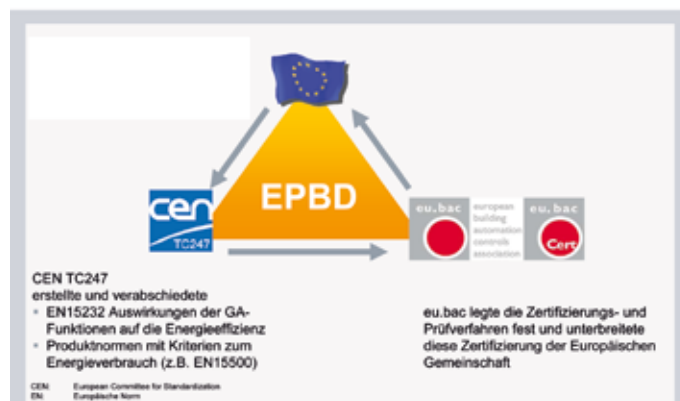 EPBD
cen
TC247
eu.bac
european
building
automation
controls
association
eu.bac
Cert
CEN TC247
erstellte und verabschiedete
EN15232 Auswirkungen der GA-
Funktionen auf die Energieeffizienz
Produktnormen mit Kriterien zum
Energieverbrauch (z.B. EN15500)
eu.bac legte die Zertifizierungs- und
Prüfverfahren fest und unterbreitete
diese Zertifizierung der Europäischen
Gemeinschaft
CEN: European Committee for Standardization
EN: Europäische Norm